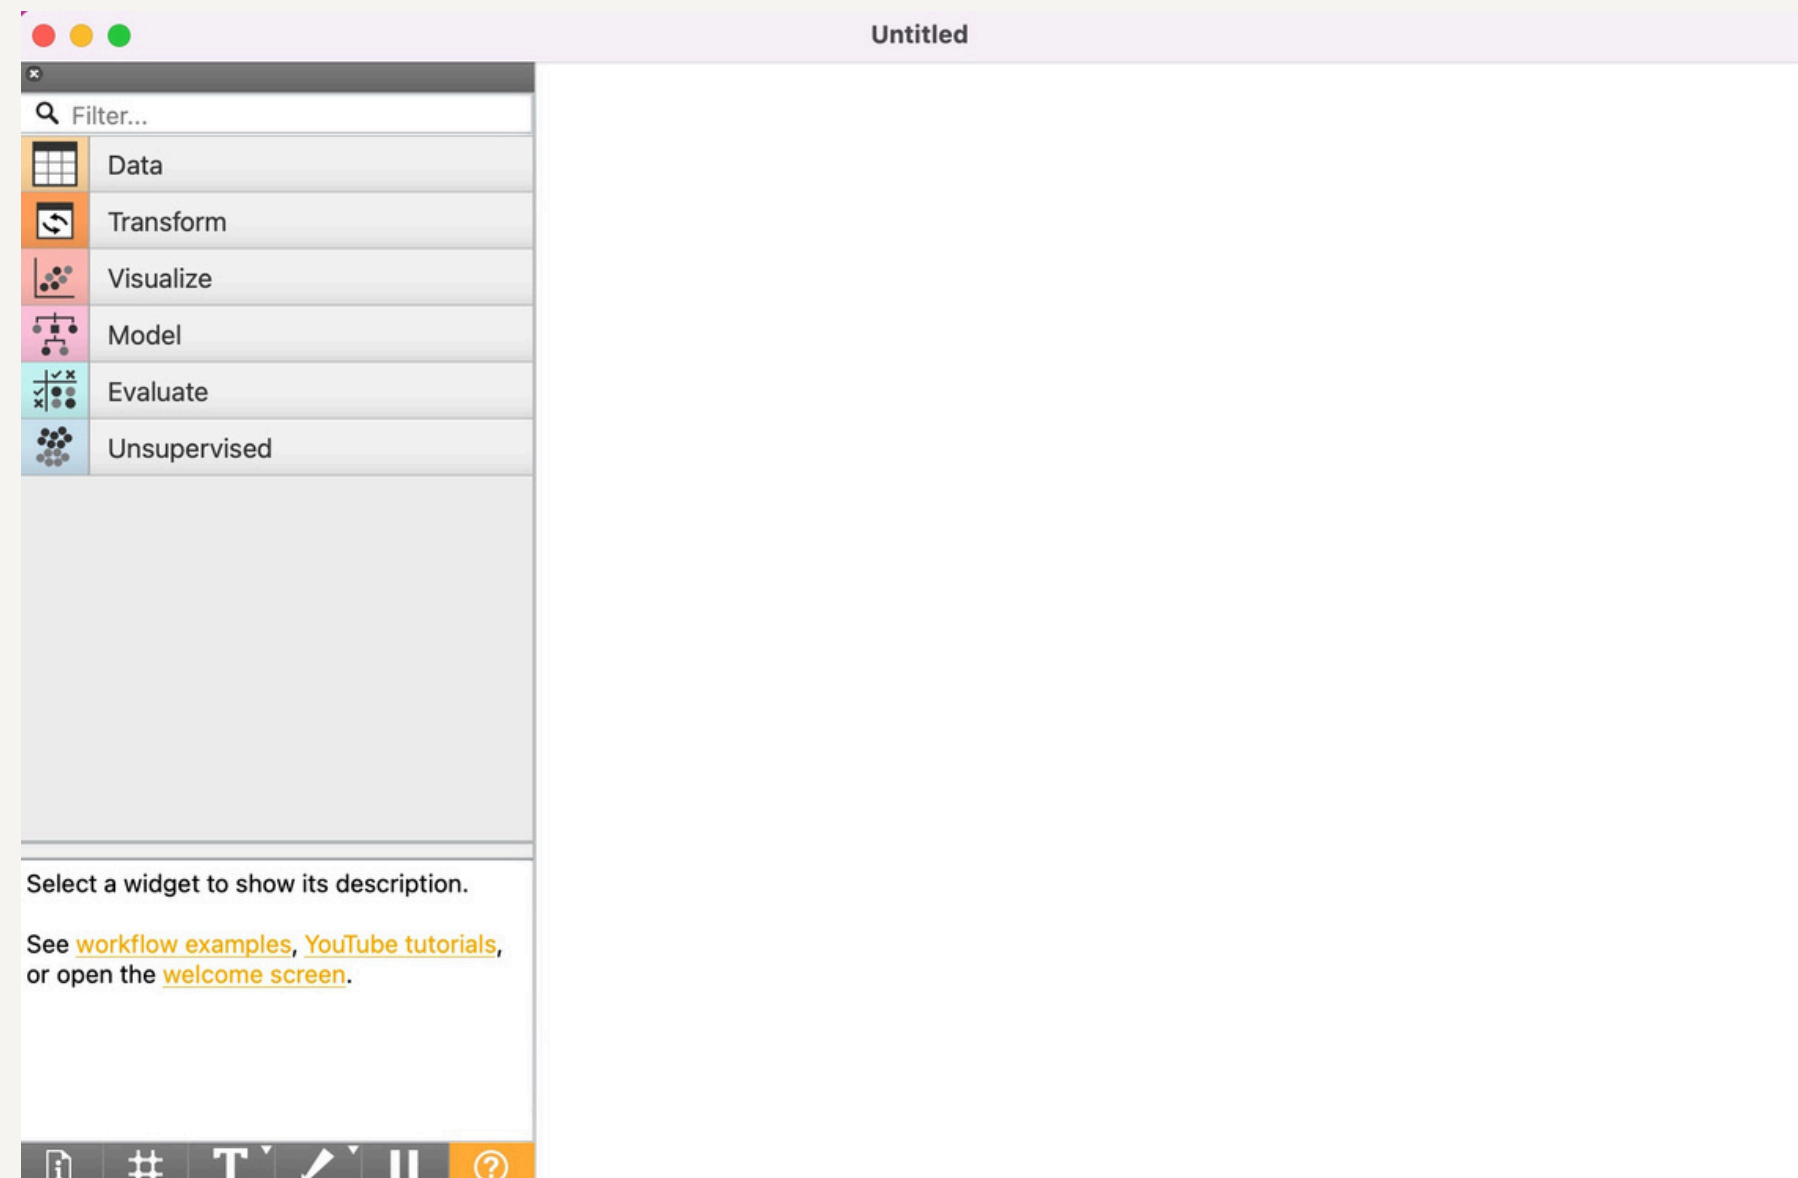 Untitled
Filter...
Data
Transform
Visualize
Model
Evaluate
Unsupervised
Select a widget to show its description.
See workflow examples, YouTube tutorials,
or open the welcome screen.